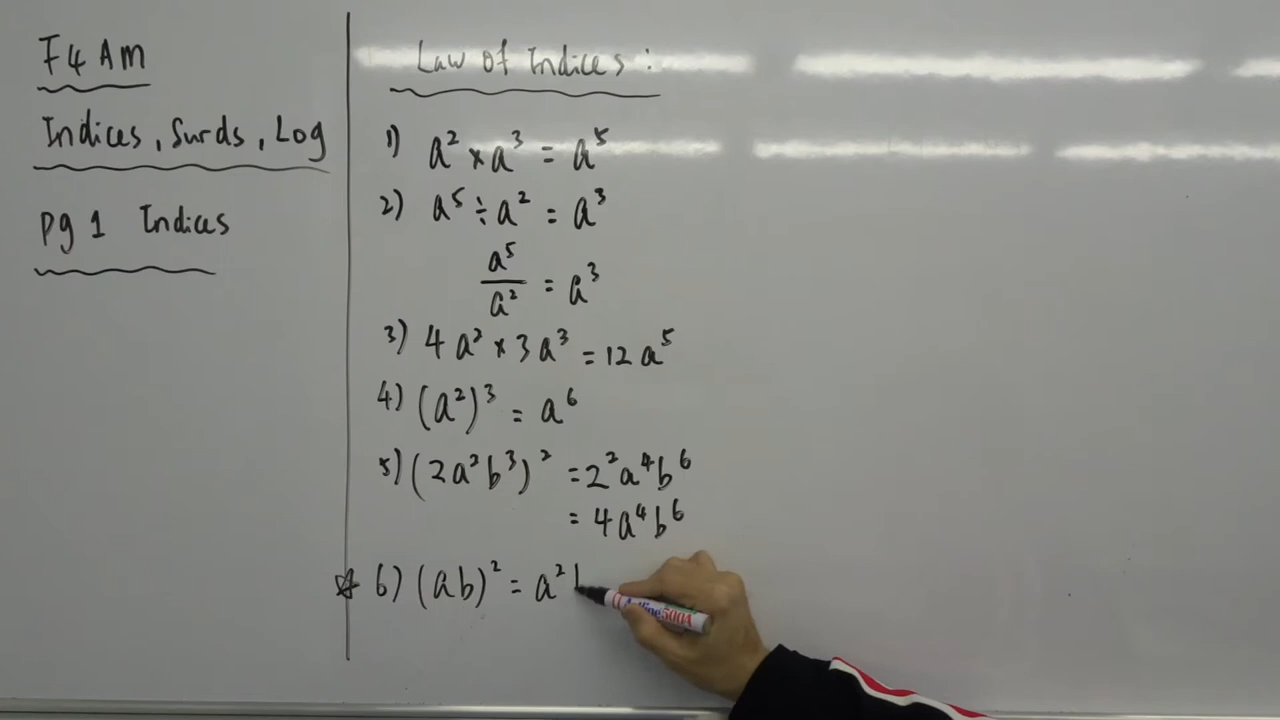 F4 Am
Indices, Surds, Log
Pg 1 Indices
Law of Indices:
1) a² × a³ = a⁵
2) a⁵ ÷ a² = a³
a⁵/a² = a³
3) 4a² × 3a³ = 12a⁵
4) (a²)³ = a⁶
5) (2a²b³)² = 2²a⁴b⁶
= 4a⁴b⁶
6) (ab)² = a²
500A